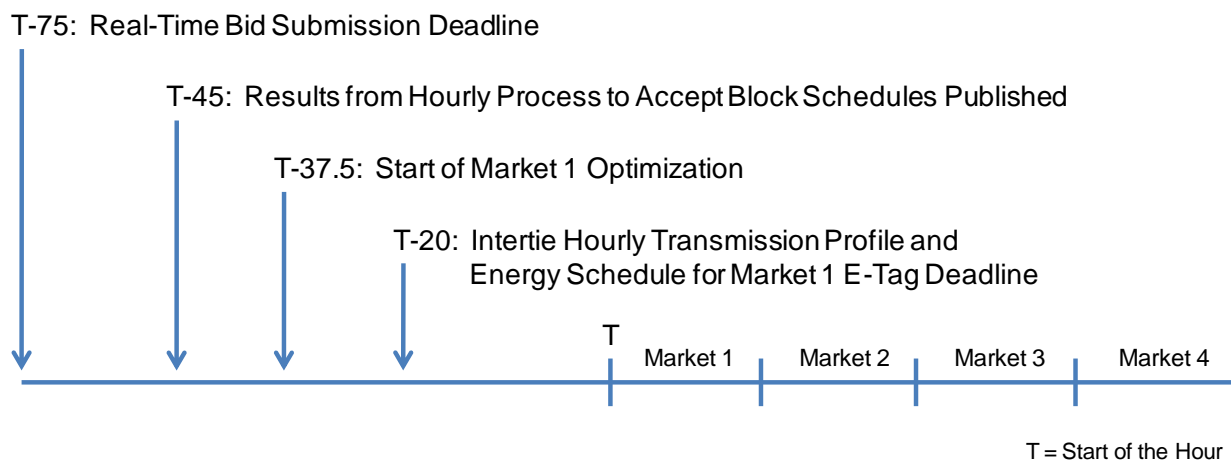 T-75: Real-Time Bid Submission Deadline
T-45: Results from Hourly Process to Accept Block Schedules Published
T-37.5: Start of Market 1 Optimization
T-20: Intertie Hourly Transmission Profile and
Energy Schedule for Market 1 E-Tag Deadline
T
Market 1
Market 2
Market 3
Market 4
T = Start of the Hour